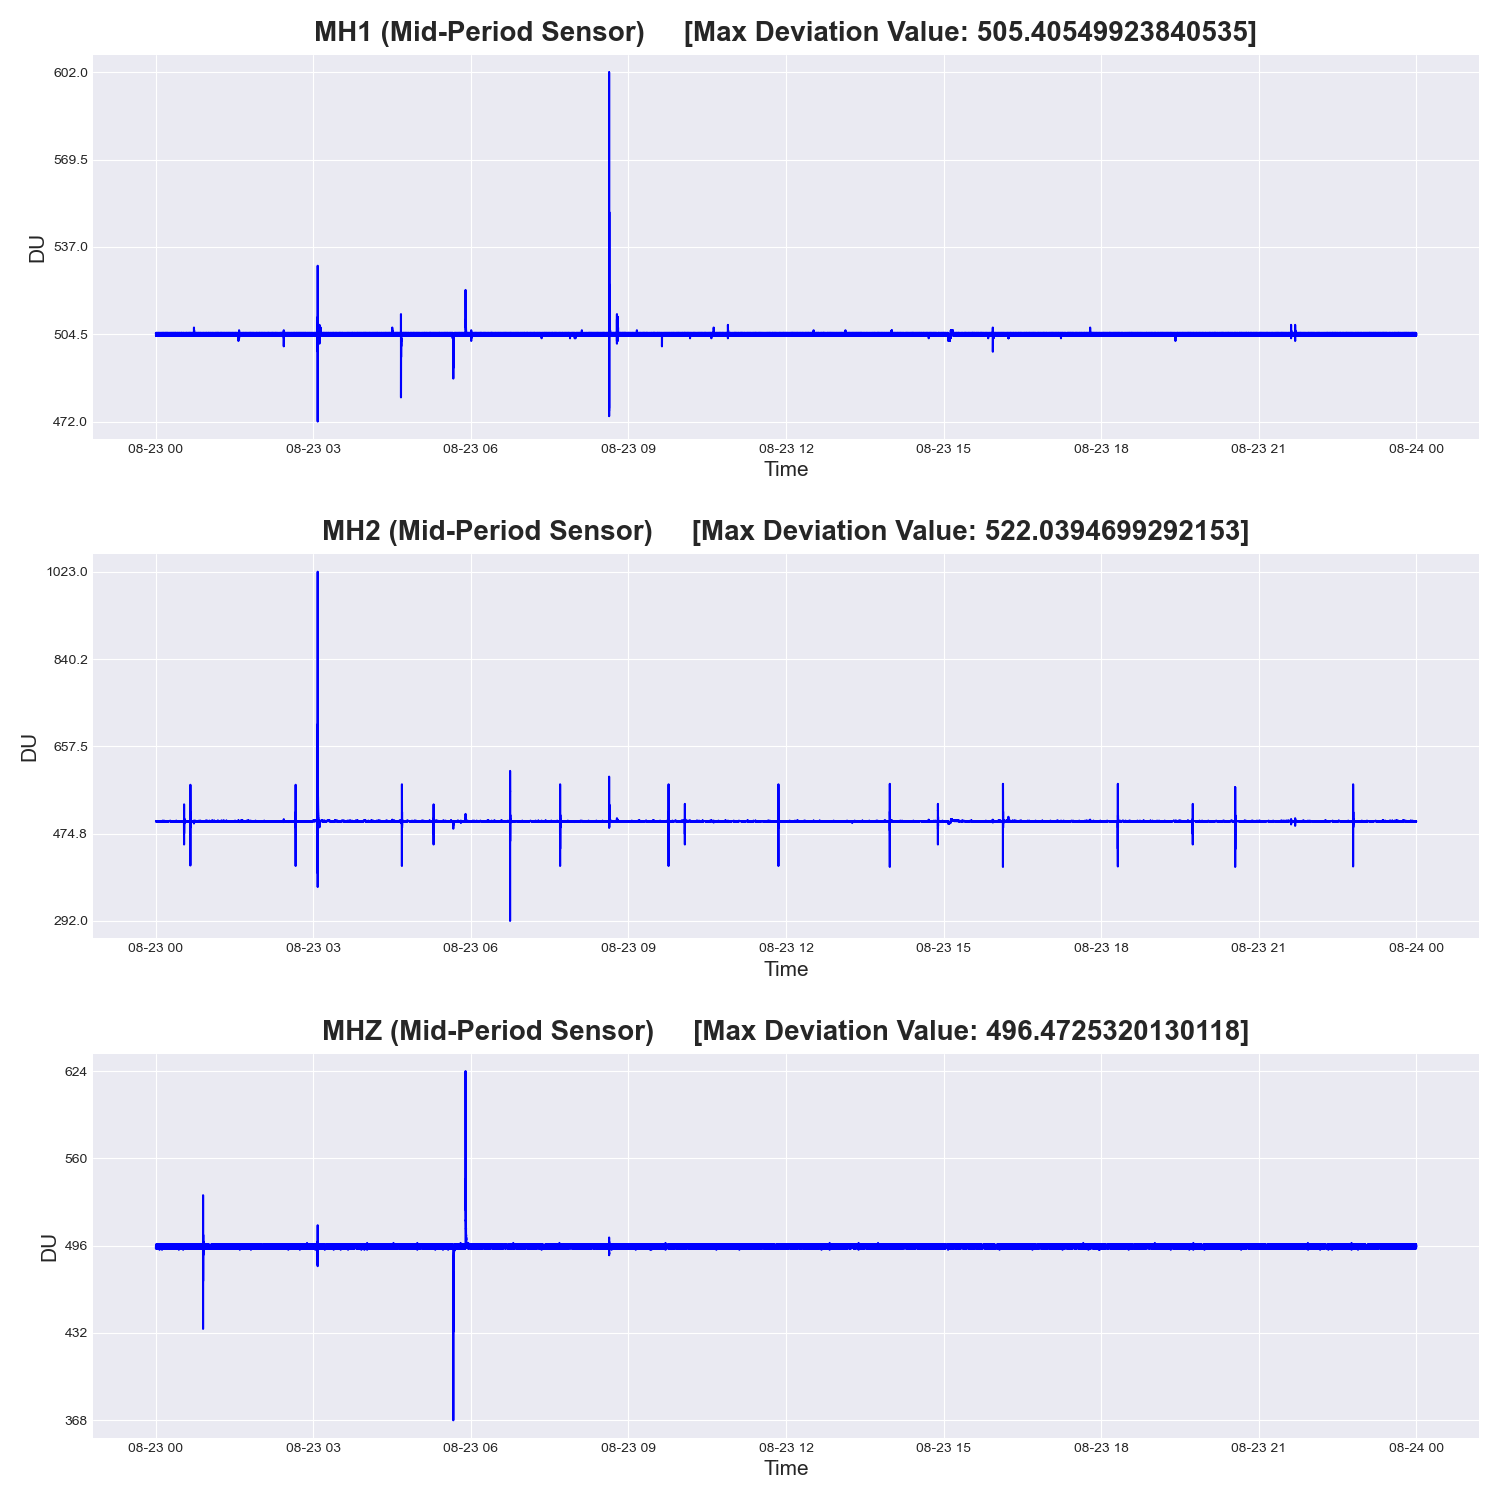 MH1 (Mid-Period Sensor) [Max Deviation Value: 505.40549923840535]
602.0
569.5
537.0
504.5
472.0
DU
08-23 00 08-23 03 08-23 06 08-23 09 08-23 12 08-23 15 08-23 18 08-23 21 08-24 00
Time
MH2 (Mid-Period Sensor) [Max Deviation Value: 522.0394699292153]
1023.0
840.2
657.5
474.8
292.0
DU
08-23 00 08-23 03 08-23 06 08-23 09 08-23 12 08-23 15 08-23 18 08-23 21 08-24 00
Time
MHZ (Mid-Period Sensor) [Max Deviation Value: 496.4725320130118]
624
560
496
432
368
DU
08-23 00 08-23 03 08-23 06 08-23 09 08-23 12 08-23 15 08-23 18 08-23 21 08-24 00
Time